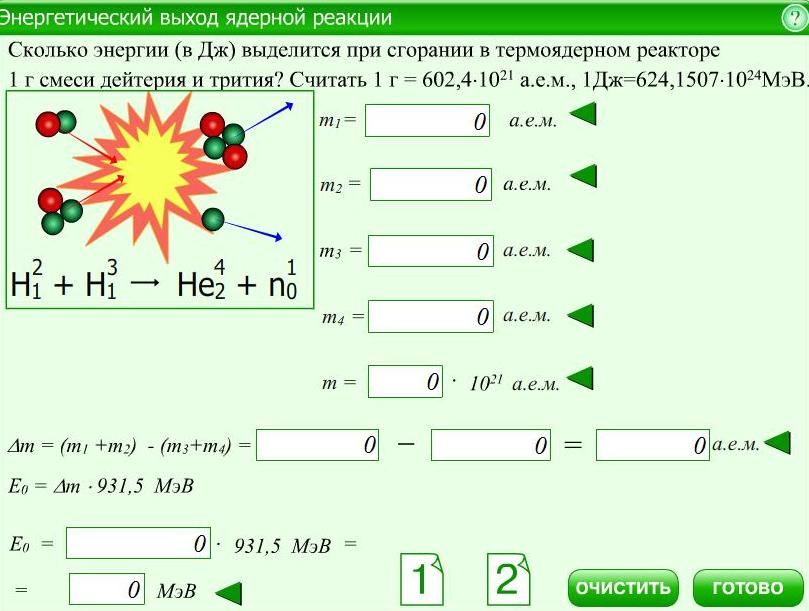 Энергетический выход ядерной реакции
?
Сколько энергии (в Дж) выделится при сгорании в термоядерном реакторе
1 г смеси дейтерия и трития? Считать 1 г = 602,4·10²¹ а.е.м., 1Дж=624,1507·10²⁴МэВ.
m₁= 0 а.е.м.
m₂ = 0 а.е.м.
m₃ = 0 а.е.м.
m₄ = 0 а.е.м.
H₁² + H₁³ → He₂⁴ + n₀¹
m = 0 · 10²¹ а.е.м.
Δm = (m₁ +m₂) - (m₃+m₄) = 0 − 0 = 0 а.е.м.
E₀ = Δm · 931,5 МэВ
E₀ = 0 · 931,5 МэВ =
= 0 МэВ
1 2 ОЧИСТИТЬ ГОТОВО